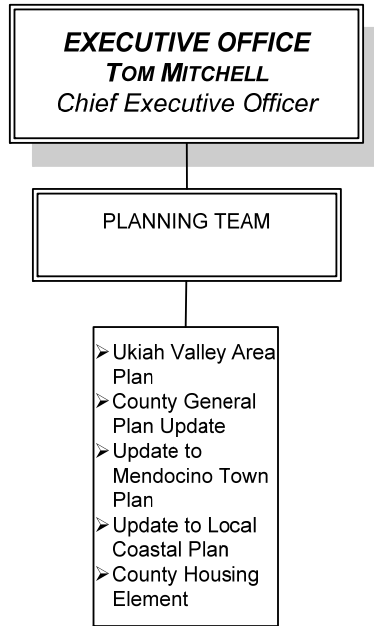 EXECUTIVE OFFICE
TOM MITCHELL
Chief Executive Officer
PLANNING TEAM
➢Ukiah Valley Area
Plan
➢County General
Plan Update
➢Update to
Mendocino Town
Plan
➢Update to Local
Coastal Plan
➢County Housing
Element